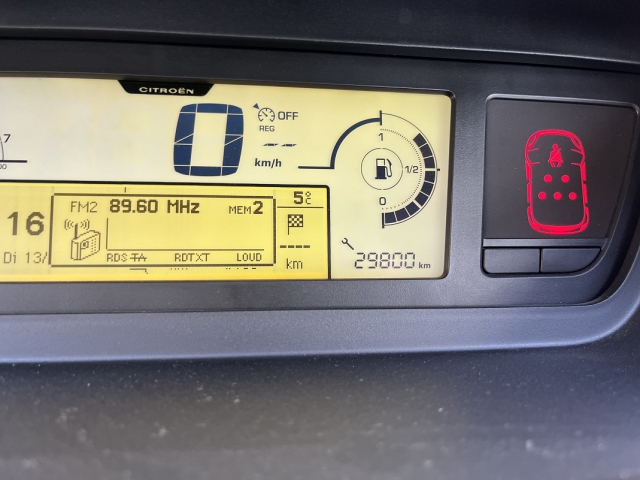 CITROËN
7
0
OFF
REG
km/h
1
1/2
0
FM2 89.60 MHz MEM2
5°C
16
Di 13/
RDS TA RDTXT LOUD
---- km
29800 km